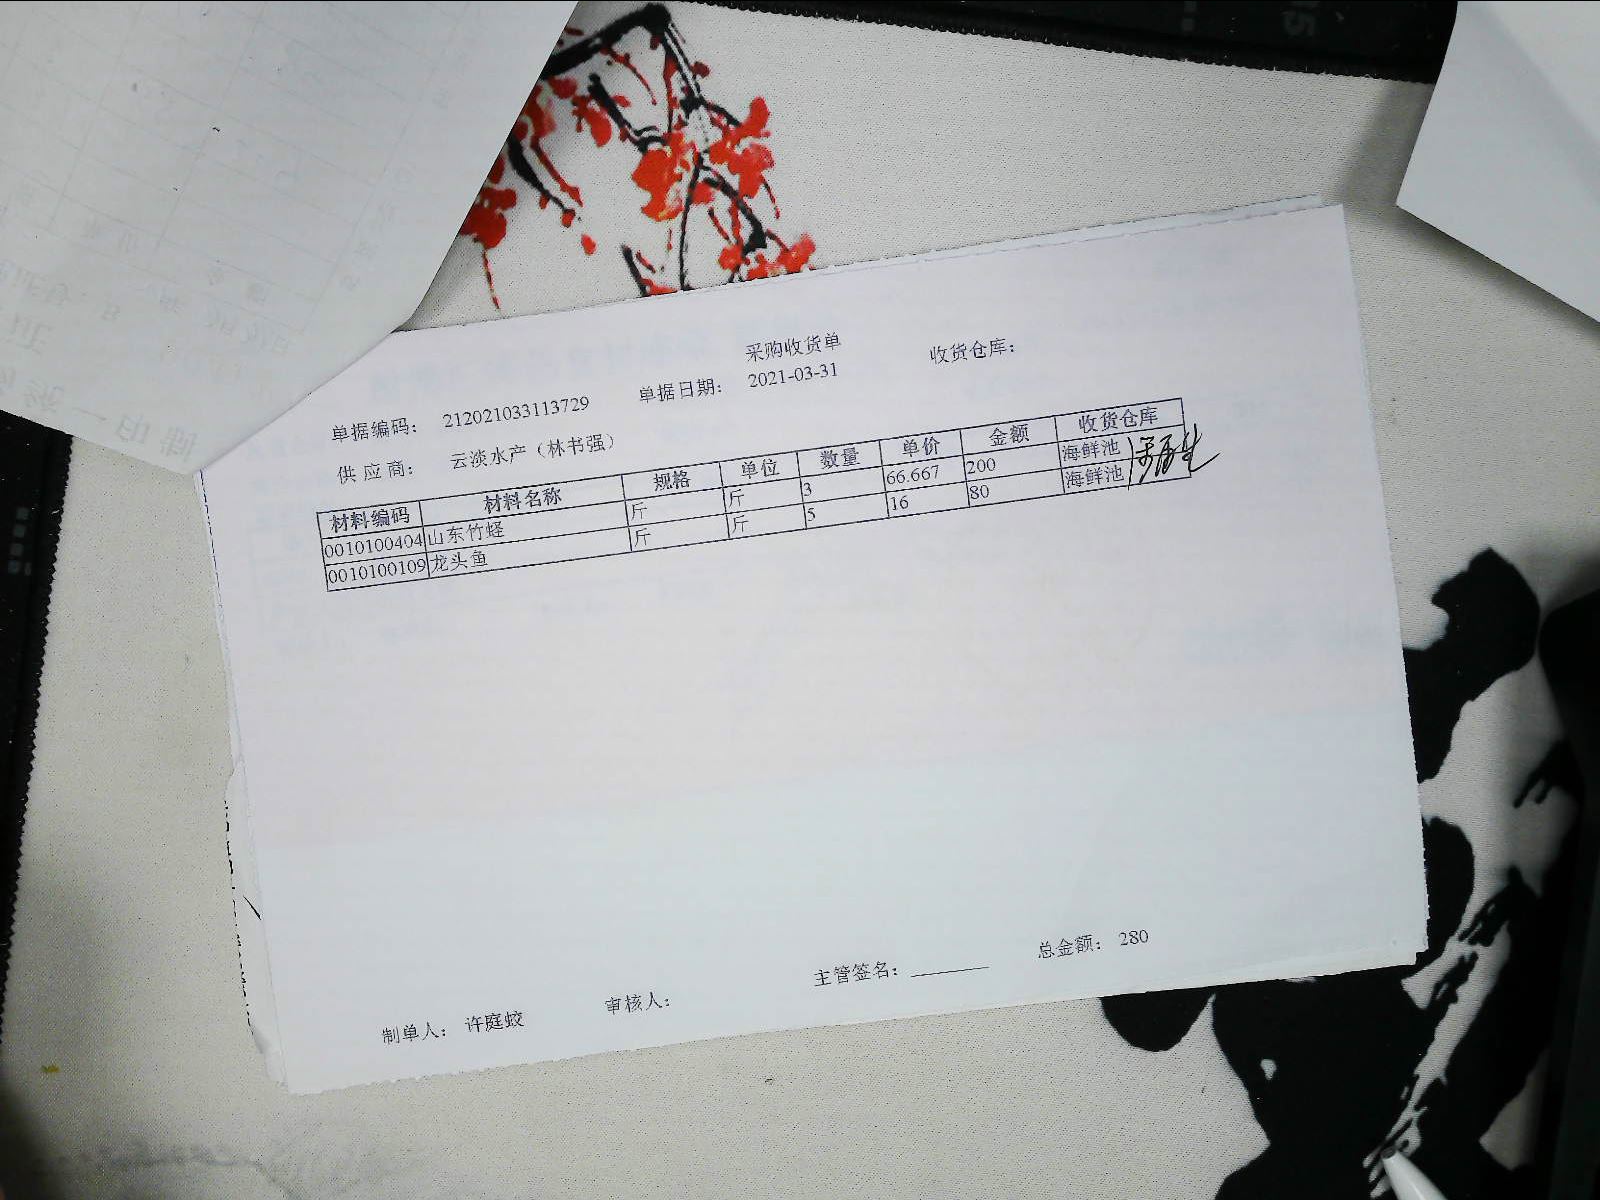 采购收货单
单据编码： 212021033113729 单据日期： 2021-03-31 收货仓库：
供 应 商： 云淡水产（林书强）
材料编码 材料名称 规格 单位 数量 单价 金额 收货仓库
0010100404 山东竹蛏 斤 斤 3 66.667 200 海鲜池
0010100109 龙头鱼 斤 斤 5 16 80 海鲜池
总金额： 280
制单人： 许庭蛟 审核人： 主管签名：